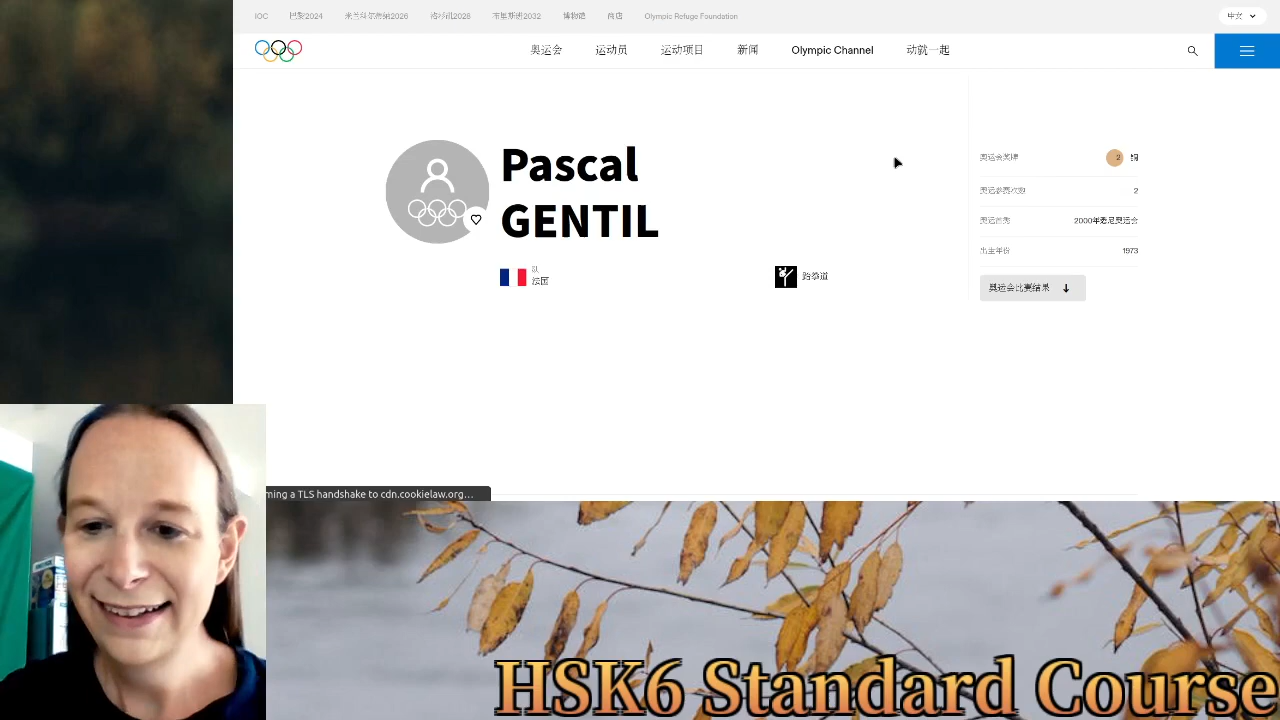 IOC 巴黎2024 米兰科尔蒂纳2026 洛杉矶2028 布里斯班2032 博物馆 商店 Olympic Refuge Foundation 中文
奥运会 运动员 运动项目 新闻 Olympic Channel 动就一起
Pascal
GENTIL
队
法国
跆拳道
奥运会奖牌 2 铜
奥运参赛次数 2
奥运首秀 2000年悉尼奥运会
出生年份 1973
奥运会比赛结果
ming a TLS handshake to cdn.cookielaw.org…
HSK6 Standard Course